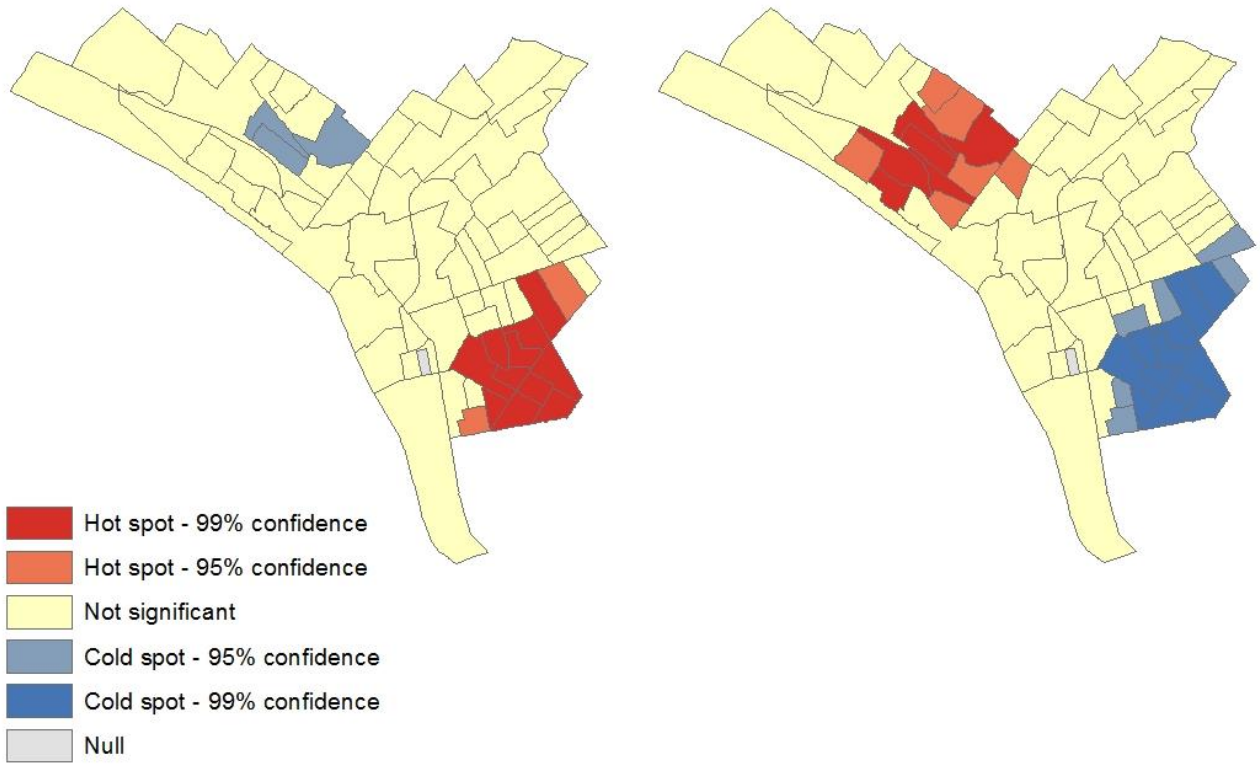 Hot spot - 99% confidence
Hot spot - 95% confidence
Not significant
Cold spot - 95% confidence
Cold spot - 99% confidence
Null